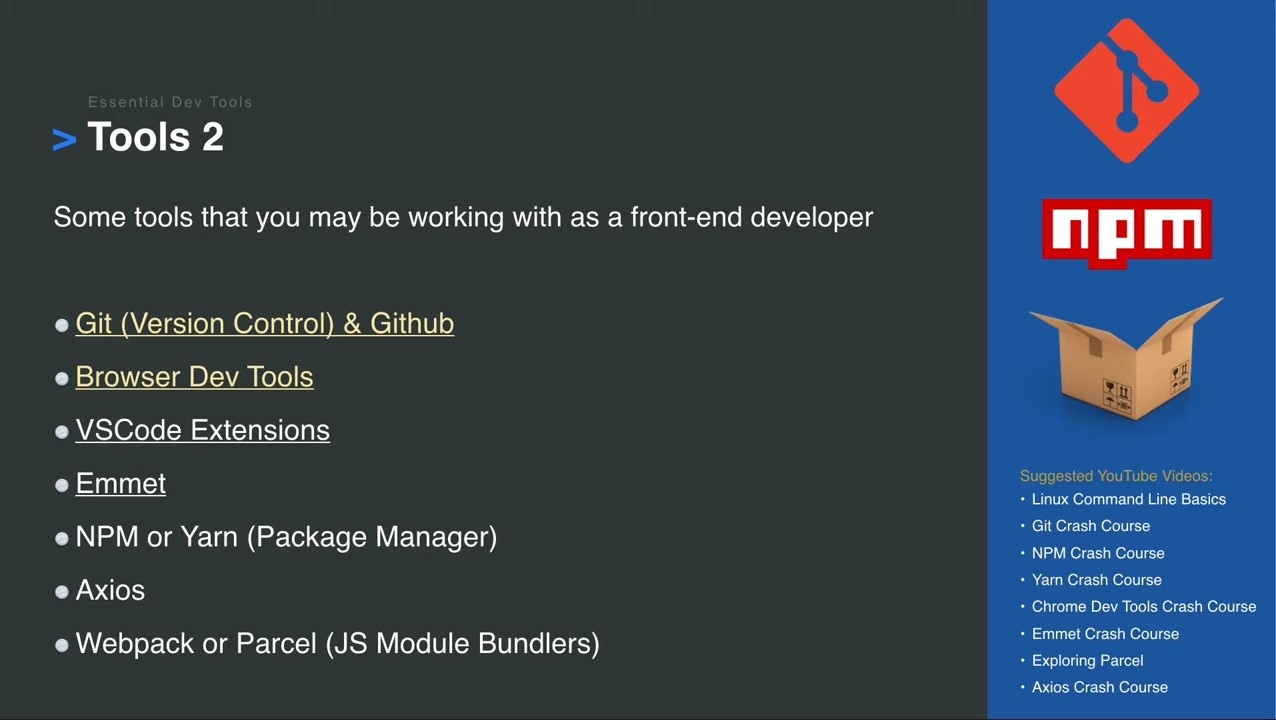 Essential Dev Tools
> Tools 2
Some tools that you may be working with as a front-end developer
Git (Version Control) & Github
Browser Dev Tools
VSCode Extensions
Emmet
NPM or Yarn (Package Manager)
Axios
Webpack or Parcel (JS Module Bundlers)
npm
Suggested YouTube Videos:
• Linux Command Line Basics
• Git Crash Course
• NPM Crash Course
• Yarn Crash Course
• Chrome Dev Tools Crash Course
• Emmet Crash Course
• Exploring Parcel
• Axios Crash Course